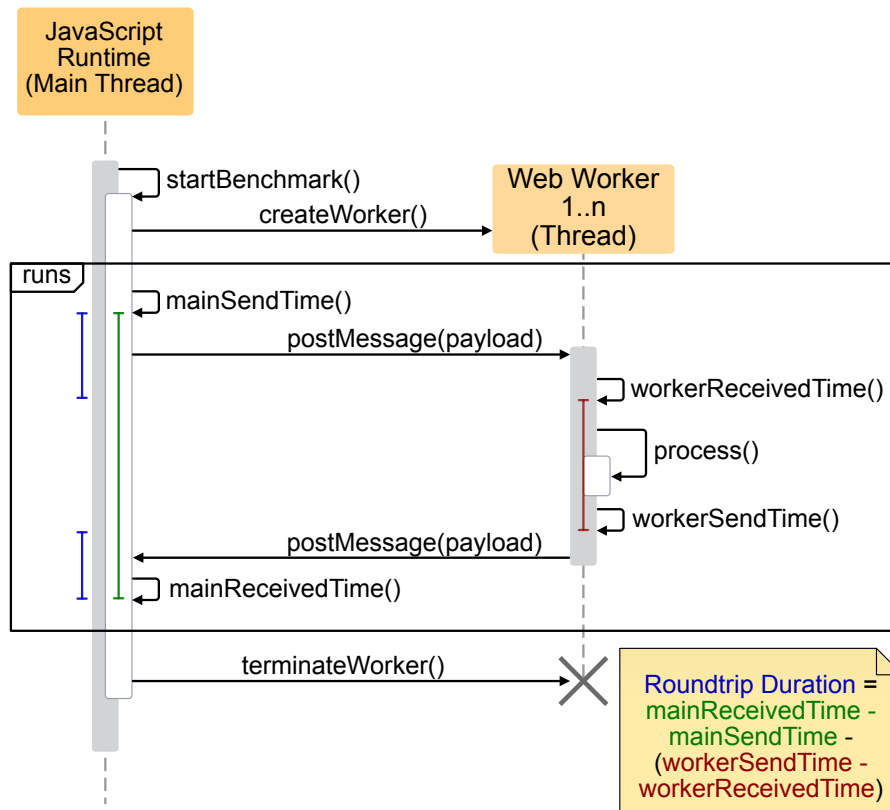 JavaScript
Runtime
(Main Thread)
startBenchmark()
Web Worker
1..n
(Thread)
createWorker()
runs
mainSendTime()
postMessage(payload)
workerReceivedTime()
process()
workerSendTime()
postMessage(payload)
mainReceivedTime()
terminateWorker()
Roundtrip Duration =
mainReceivedTime -
mainSendTime -
(workerSendTime -
workerReceivedTime)